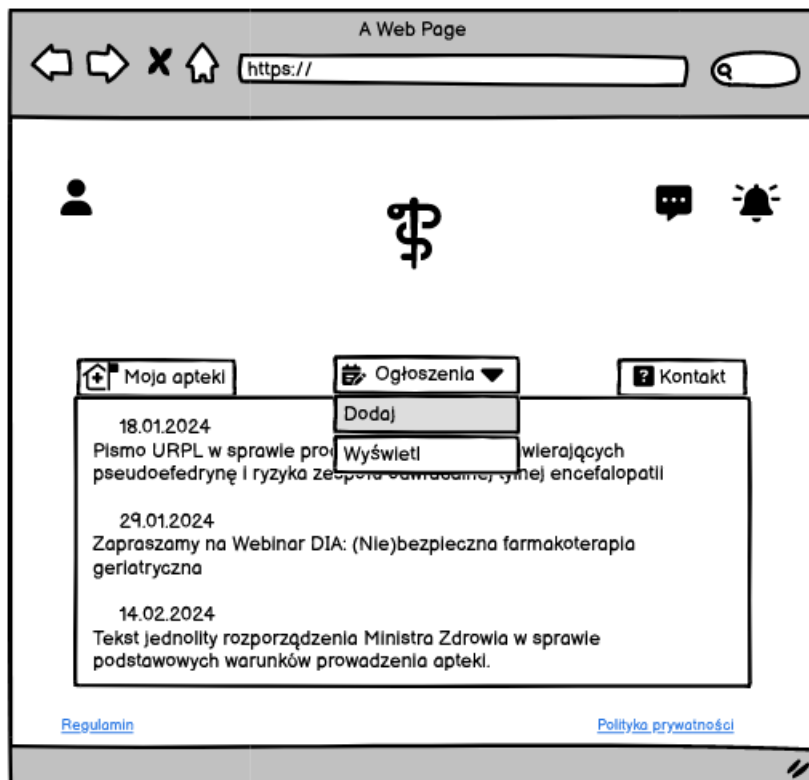 A Web Page
https://
Moja apteki
Ogłoszenia
Kontakt
Dodaj
Wyświetl
18.01.2024
Pismo URPL w sprawie wierających
pseudoefedrynę i ryzyka tylnej encefalopatii
29.01.2024
Zapraszamy na Webinar DIA: (Nie)bezpieczna farmakoterapia
geriatryczna
14.02.2024
Tekst jednolity rozporządzenia Ministra Zdrowia w sprawie
podstawowych warunków prowadzenia apteki.
Regulamin
Polityka prywatności